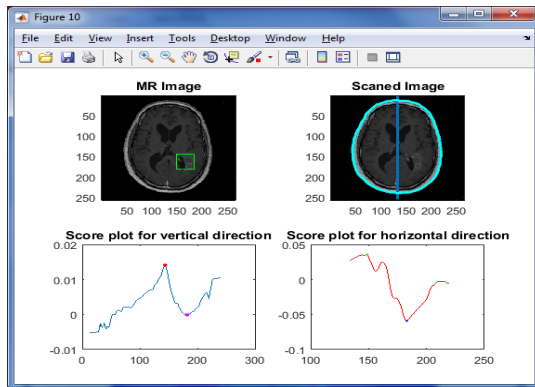 Figure 10
File Edit View Insert Tools Desktop Window Help
MR Image
50
100
150
200
250
50 100 150 200 250
Scaned Image
50
100
150
200
250
50 100 150 200 250
Score plot for vertical direction
0.02
0.01
0
-0.01
0 100 200 300
Score plot for horizontal direction
0.05
0
-0.05
-0.1
100 150 200 250